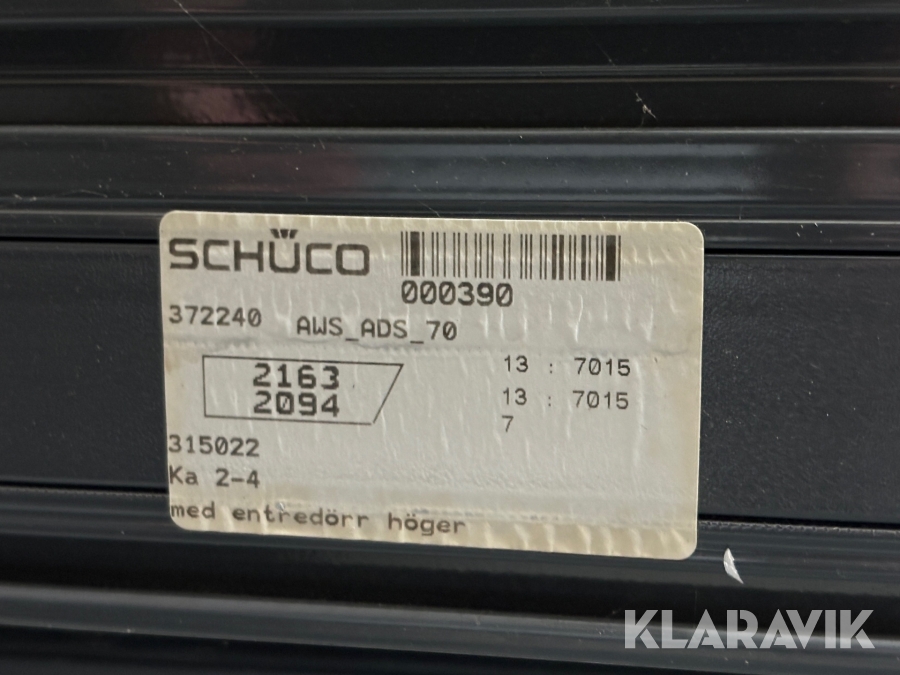 SCHÜCO
000390
372240 AWS_ADS_70
2163
2094
13 : 7015
13 : 7015
7
315022
Ka 2-4
med entredörr höger
KLARAVIK